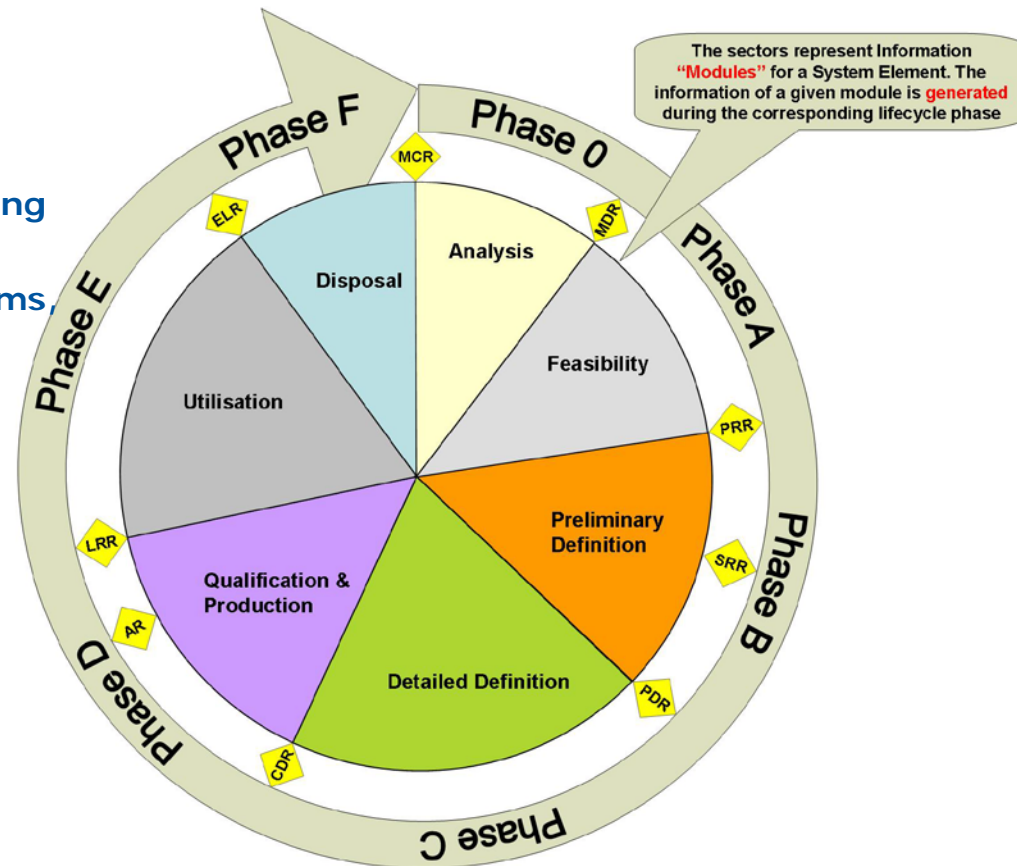 The sectors represent Information
“Modules” for a System Element. The
information of a given module is generated
during the corresponding lifecycle phase
ng
ms,
Phase 0
Phase A
Phase B
Phase C
Phase D
Phase E
Phase F
MCR
MDR
PRR
SRR
PDR
CDR
AR
LRR
ELR
Analysis
Feasibility
Preliminary
Definition
Detailed Definition
Qualification &
Production
Utilisation
Disposal